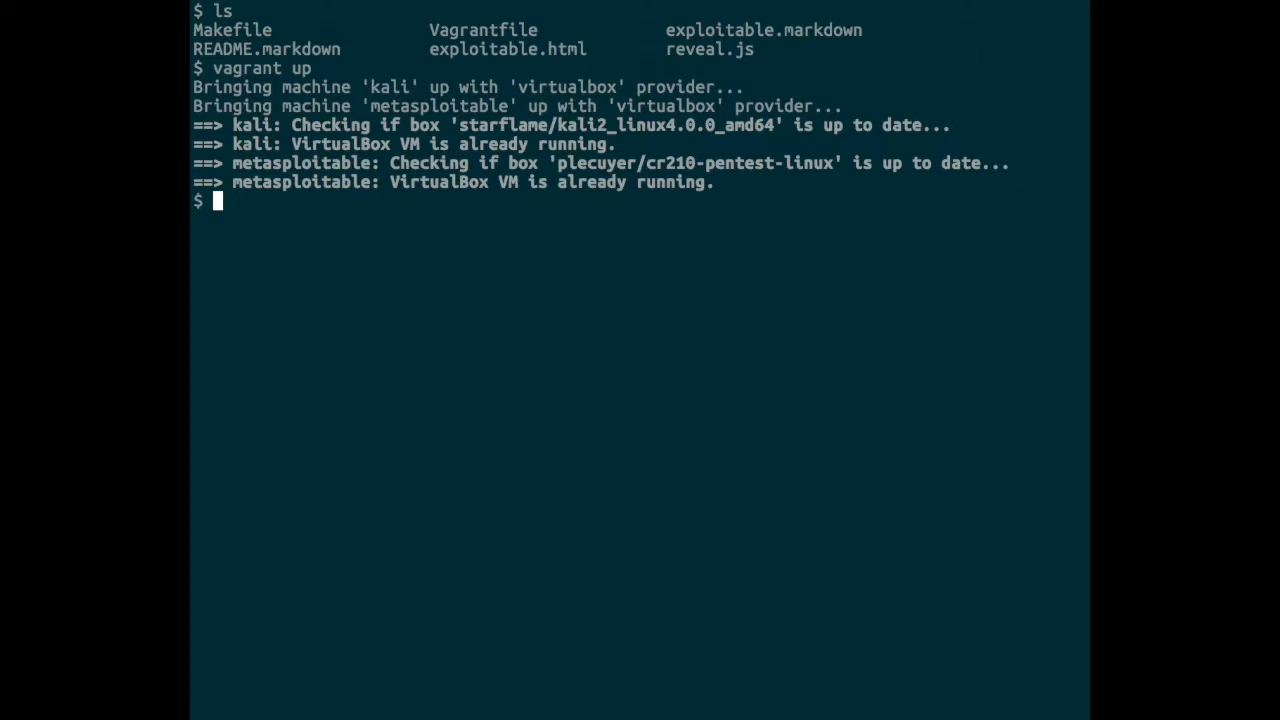 $ ls
Makefile Vagrantfile exploitable.markdown
README.markdown exploitable.html reveal.js
$ vagrant up
Bringing machine 'kali' up with 'virtualbox' provider...
Bringing machine 'metasploitable' up with 'virtualbox' provider...
==> kali: Checking if box 'starflame/kali2_linux4.0.0_amd64' is up to date...
==> kali: VirtualBox VM is already running.
==> metasploitable: Checking if box 'plecuyer/cr210-pentest-linux' is up to date...
==> metasploitable: VirtualBox VM is already running.
$